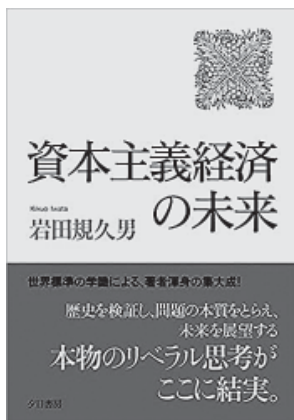 資本主義経済
の未来
Kikuo Iwata
岩田規久男
世界標準の学識による、著者渾身の集大成!
歴史を検証し、問題の本質をとらえ、
未来を展望する
本物のリベラル思考が
ここに結実。
夕日書房